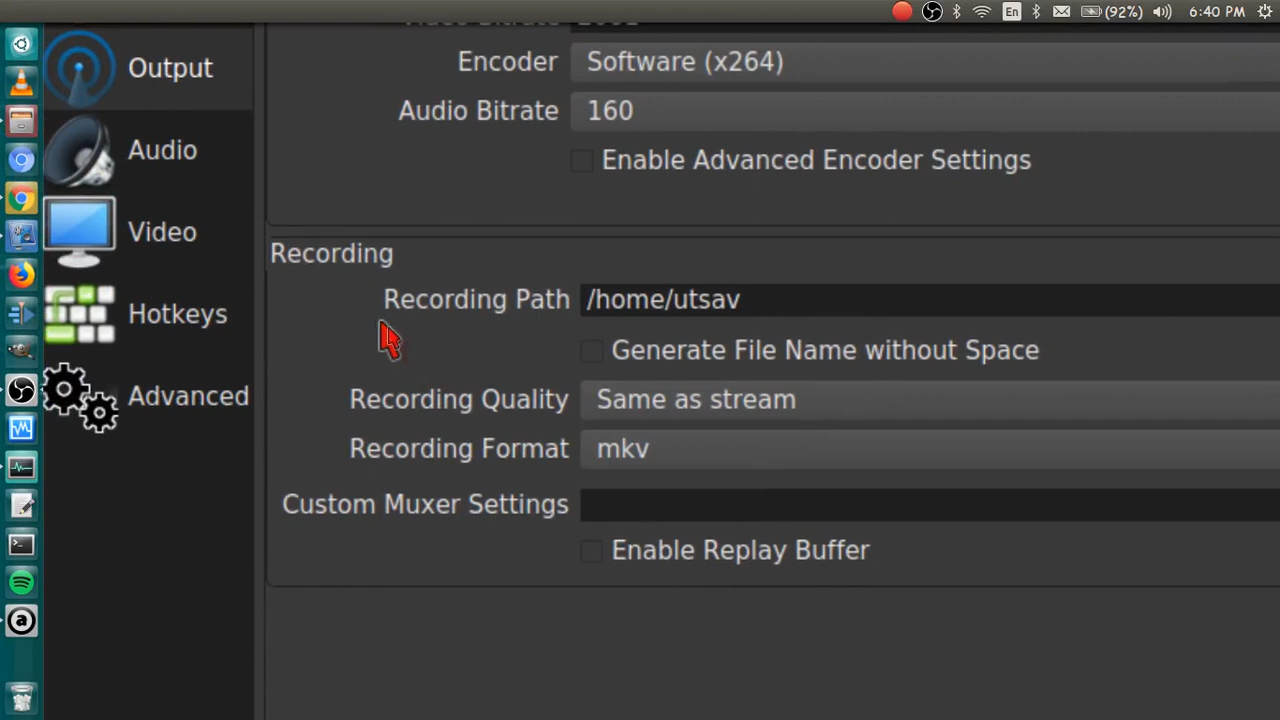 En (92%) 6:40 PM
Output
Encoder Software (x264)
Audio Bitrate 160
Enable Advanced Encoder Settings
Audio
Video
Recording
Recording Path /home/utsav
Hotkeys
Generate File Name without Space
Advanced
Recording Quality Same as stream
Recording Format mkv
Custom Muxer Settings
Enable Replay Buffer